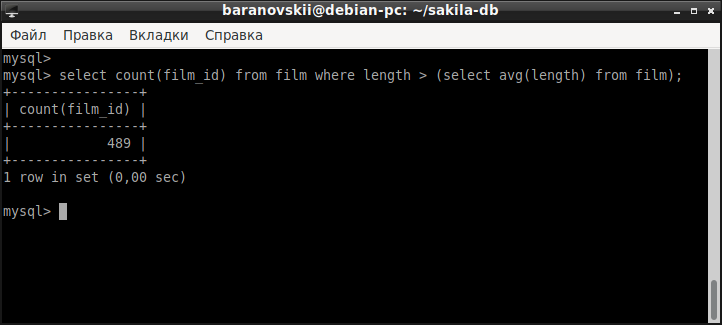 baranovskii@debian-pc: ~/sakila-db
Файл Правка Вкладки Справка
mysql>
mysql> select count(film_id) from film where length > (select avg(length) from film);
+----------------+
| count(film_id) |
+----------------+
|            489 |
+----------------+
1 row in set (0,00 sec)
mysql>